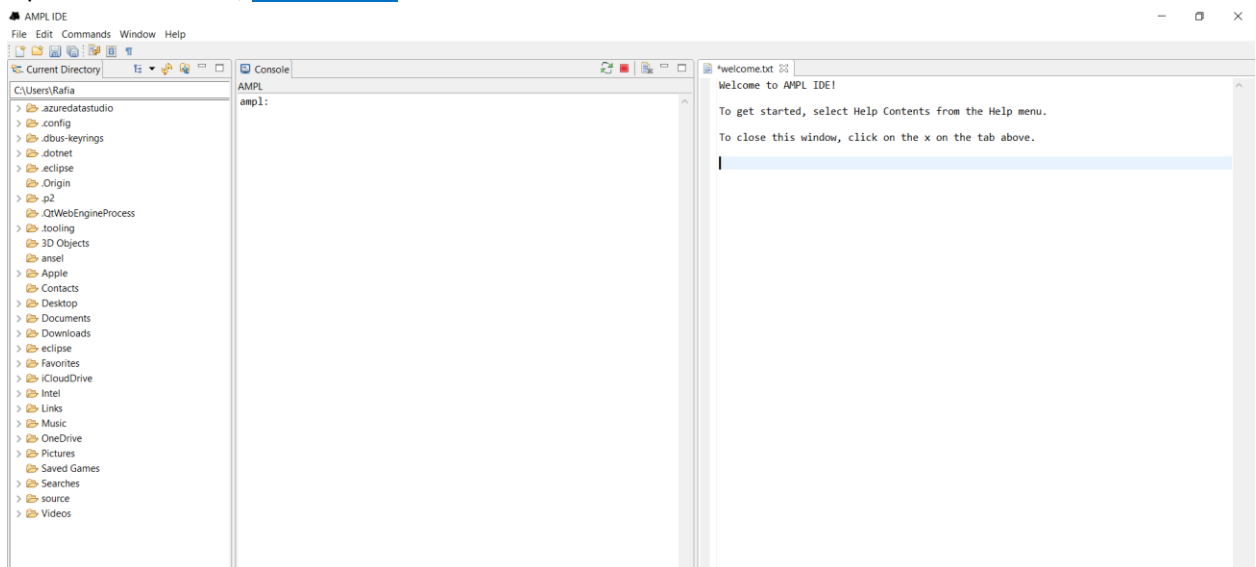 AMPL IDE
File Edit Commands Window Help
Current Directory
C:\Users\Rafia
.azuredatastudio
.config
.dbus-keyrings
.dotnet
.eclipse
.Origin
.p2
.QtWebEngineProcess
.tooling
3D Objects
ansel
Apple
Contacts
Desktop
Documents
Downloads
eclipse
Favorites
iCloudDrive
Intel
Links
Music
OneDrive
Pictures
Saved Games
Searches
source
Videos
Console
AMPL
ampl:
*welcome.txt
Welcome to AMPL IDE!
To get started, select Help Contents from the Help menu.
To close this window, click on the x on the tab above.